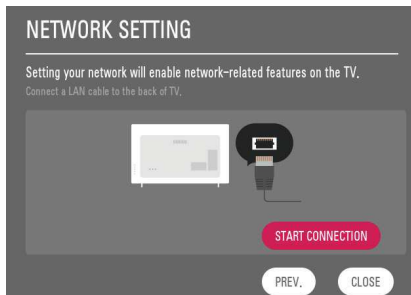 NETWORK SETTING
Setting your network will enable network-related features on the TV.
Connect a LAN cable to the back of TV.
START CONNECTION
PREV.
CLOSE